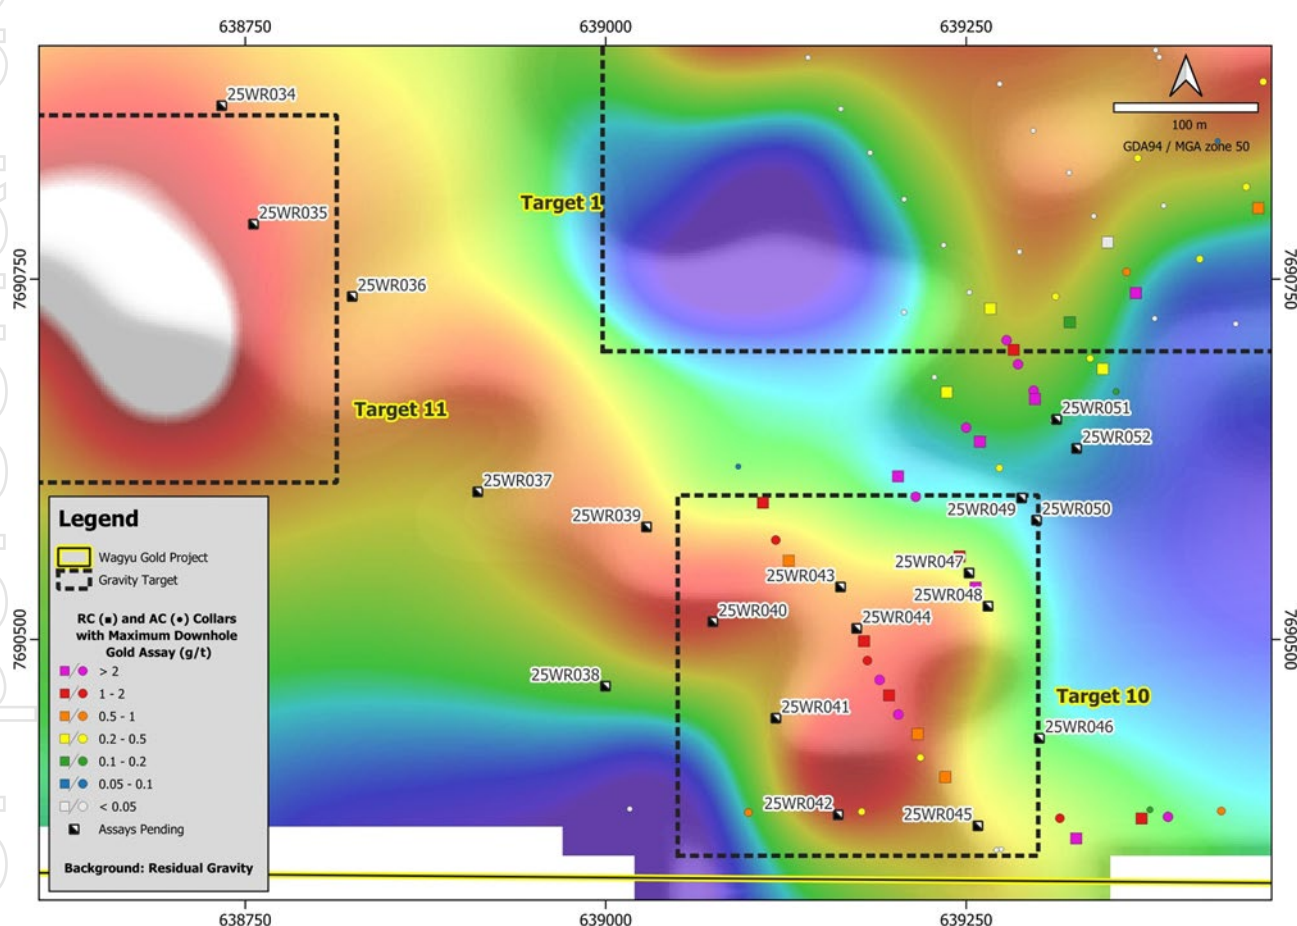 638750
639000
639250
25WR034
100 m
GDA94 / MGA zone 50
Target 1
25WR035
7690750
7690750
25WR036
Target 11
25WR051
25WR052
25WR037
25WR039
25WR049
25WR050
25WR047
25WR043
25WR048
25WR040
25WR044
7690500
7690500
25WR038
25WR041
Target 10
25WR046
25WR042
25WR045
Legend
Wagyu Gold Project
Gravity Target
RC (■) and AC (●) Collars
with Maximum Downhole
Gold Assay (g/t)
> 2
1 - 2
0.5 - 1
0.2 - 0.5
0.1 - 0.2
0.05 - 0.1
< 0.05
Assays Pending
Background: Residual Gravity
638750
639000
639250